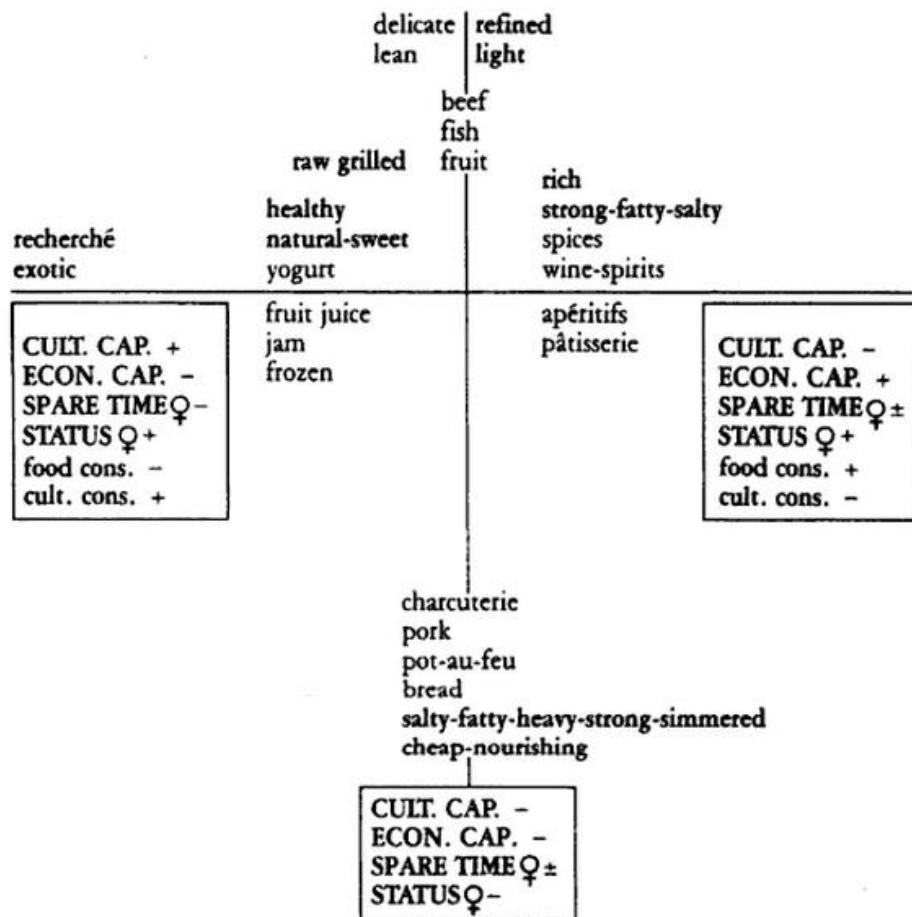 delicate refined
lean light
beef
fish
raw grilled fruit
rich
healthy strong-fatty-salty
recherché natural-sweet spices
exotic yogurt wine-spirits
fruit juice apéritifs
jam pâtisserie
frozen
CULT. CAP. +
ECON. CAP. –
SPARE TIME ♀ –
STATUS ♀ +
food cons. –
cult. cons. +
CULT. CAP. –
ECON. CAP. +
SPARE TIME ♀ ±
STATUS ♀ +
food cons. +
cult. cons. –
charcuterie
pork
pot-au-feu
bread
salty-fatty-heavy-strong-simmered
cheap-nourishing
CULT. CAP. –
ECON. CAP. –
SPARE TIME ♀ ±
STATUS ♀ –